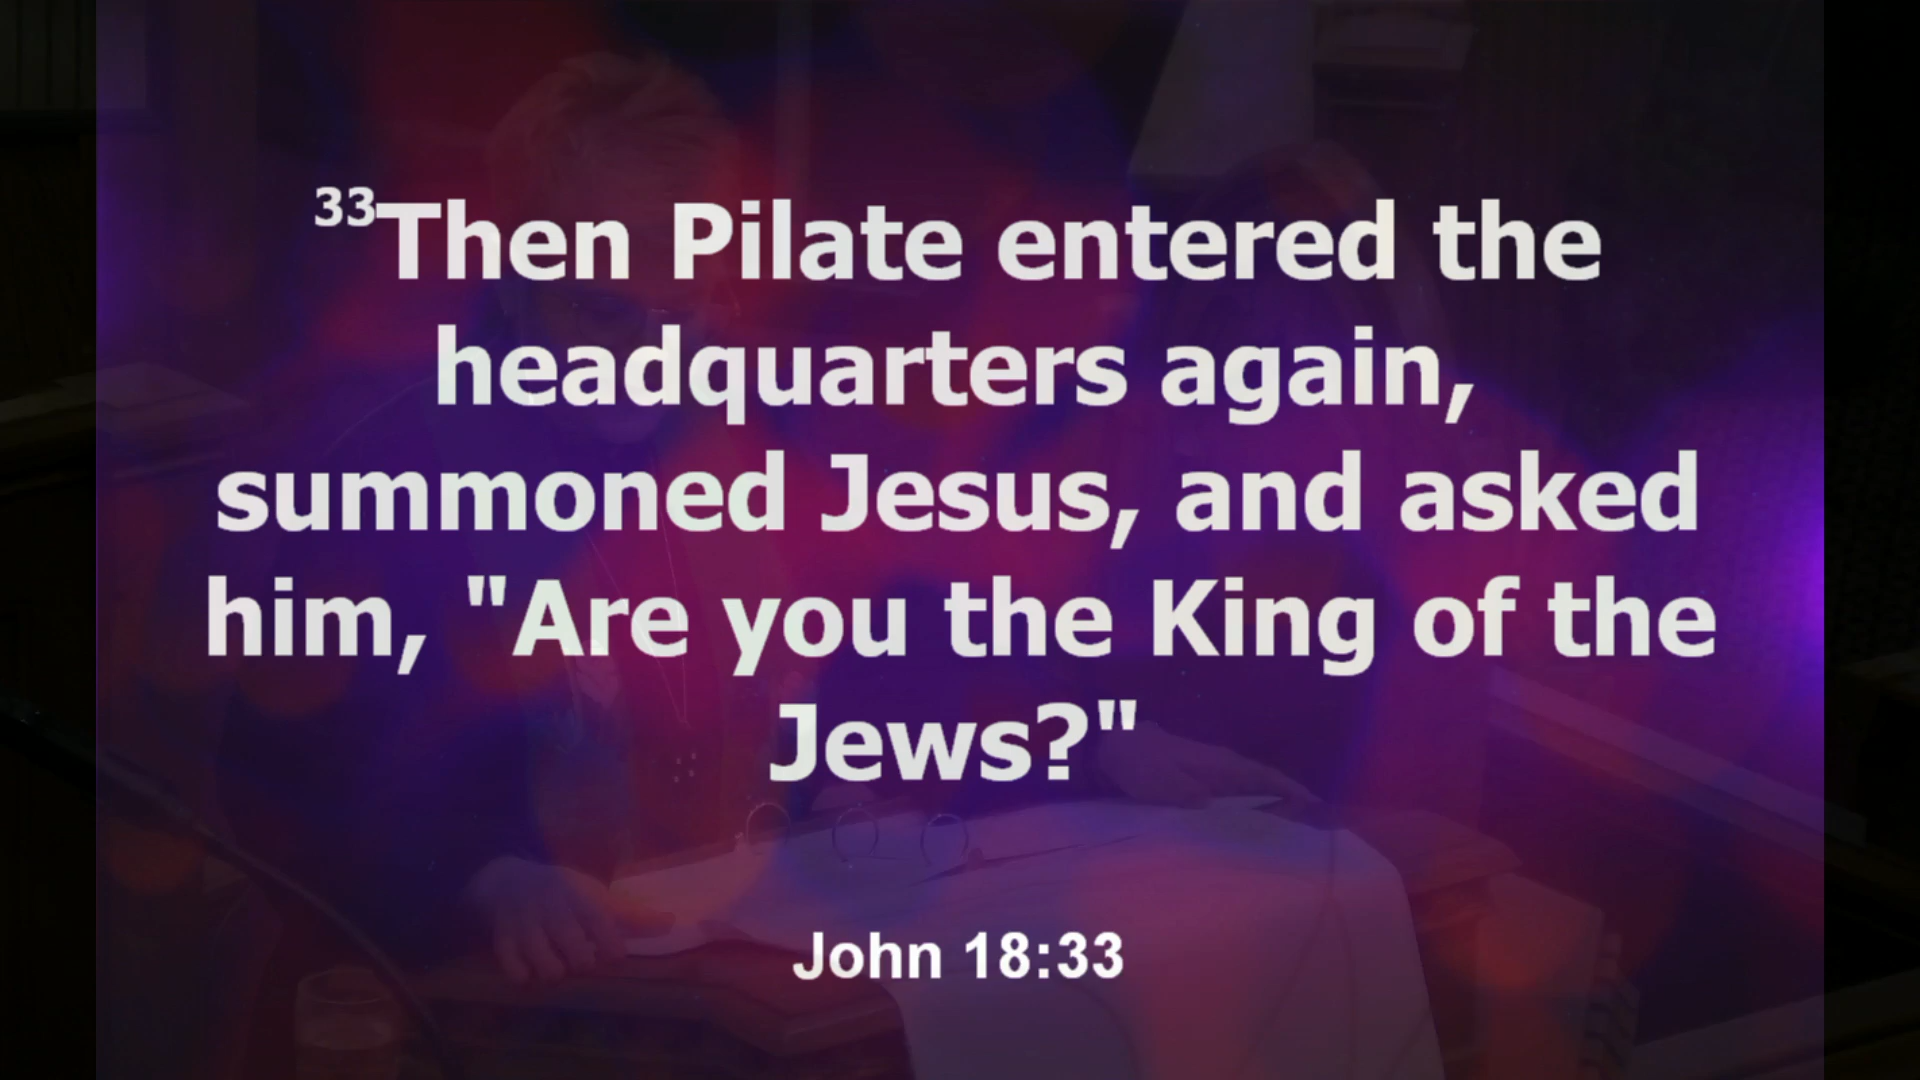 33Then Pilate entered the
headquarters again,
summoned Jesus, and asked
him, "Are you the King of the
Jews?"
John 18:33